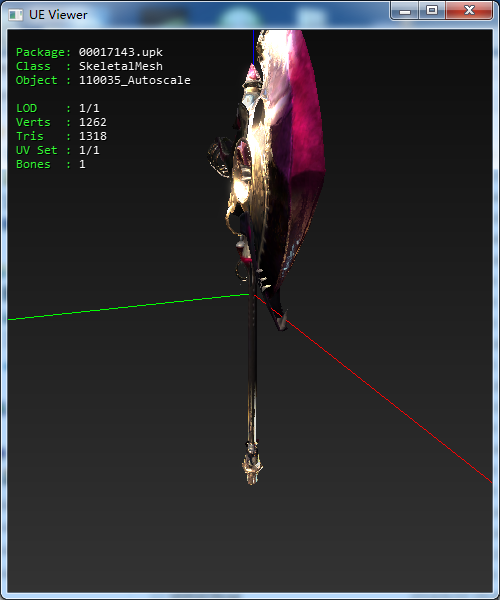 UE Viewer
Package: 00017143.upk
Class  : SkeletalMesh
Object : 110035_Autoscale
LOD    : 1/1
Verts  : 1262
Tris   : 1318
UV Set : 1/1
Bones  : 1